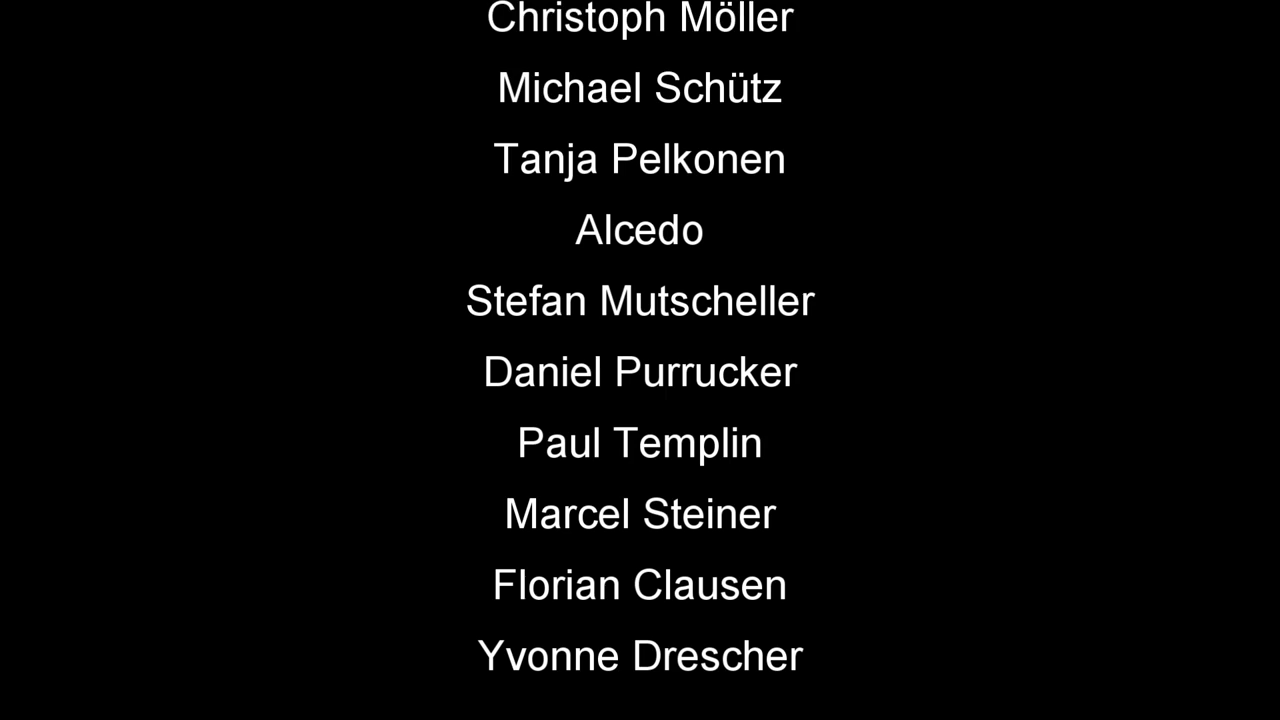 Christoph Möller
Michael Schütz
Tanja Pelkonen
Alcedo
Stefan Mutscheller
Daniel Purrucker
Paul Templin
Marcel Steiner
Florian Clausen
Yvonne Drescher